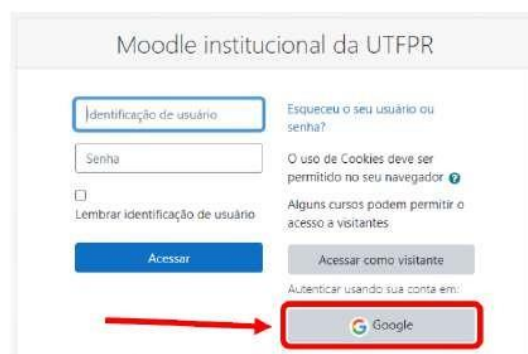 Moodle institucional da UTFPR
Identificação de usuário
Senha
Lembrar identificação de usuário
Acessar
Esqueceu o seu usuário ou
senha?
O uso de Cookies deve ser
permitido no seu navegador
Alguns cursos podem permitir o
acesso a visitantes
Acessar como visitante
Autenticar usando sua conta em:
Google